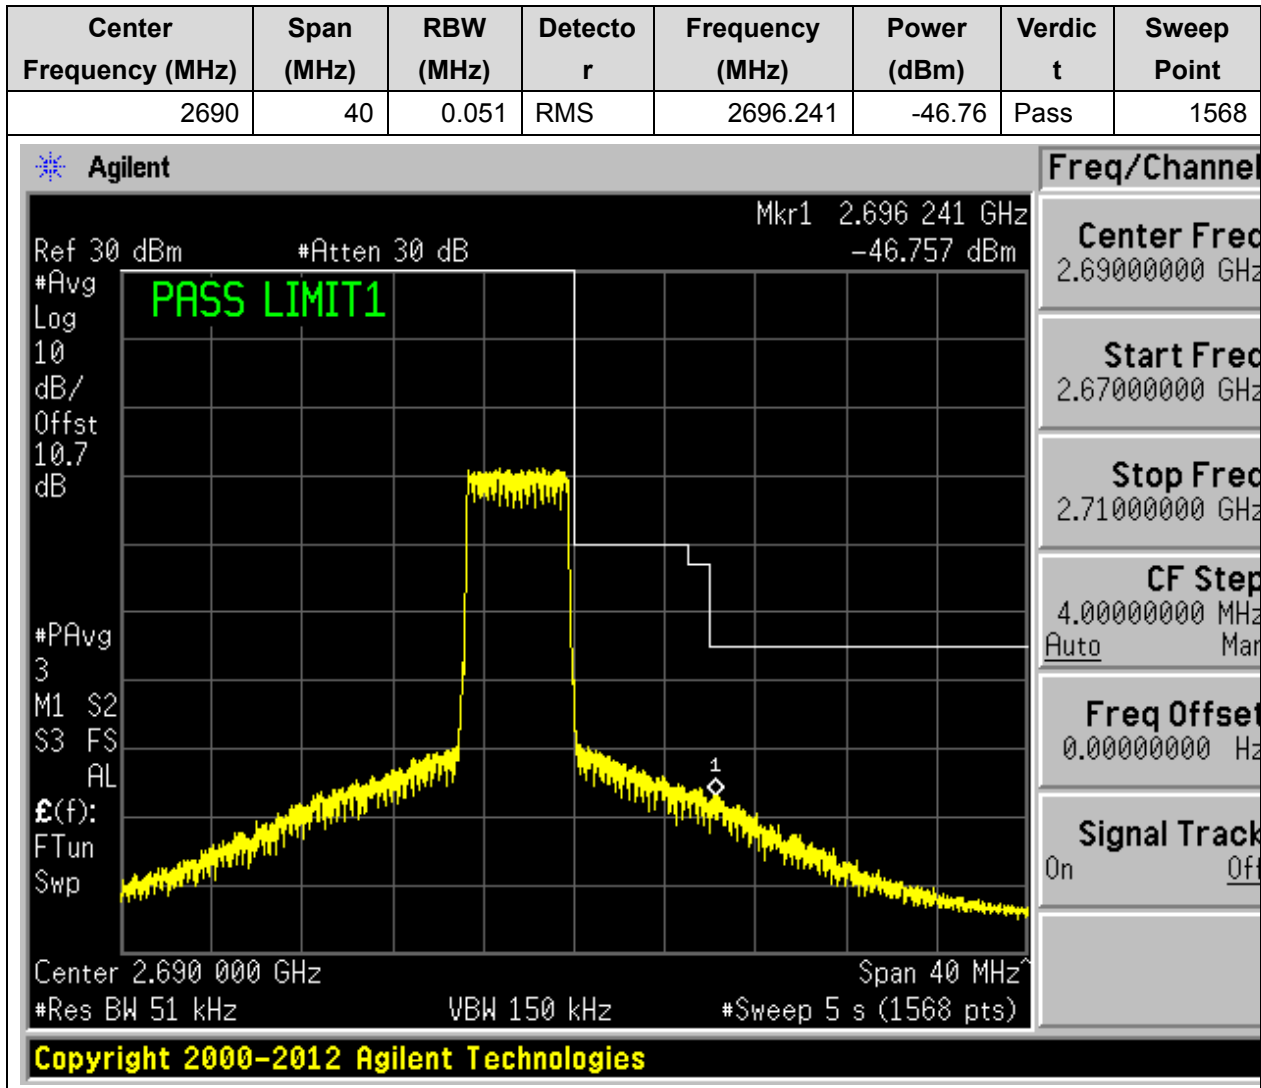 Center Frequency (MHz) Span (MHz) RBW (MHz) Detecto r Frequency (MHz) Power (dBm) Verdic t Sweep Point
2690 40 0.051 RMS 2696.241 -46.76 Pass 1568
Agilent
Freq/Channel
Mkr1 2.696 241 GHz
Ref 30 dBm #Atten 30 dB -46.757 dBm
#Avg
Log
10
dB/
Offst
10.7
dB
PASS LIMIT1
#PAvg
3
M1 S2
S3 FS
AL
£(f):
FTun
Swp
1
Center 2.690 000 GHz Span 40 MHz^
#Res BW 51 kHz VBW 150 kHz #Sweep 5 s (1568 pts)
Center Freq
2.69000000 GHz
Start Freq
2.67000000 GHz
Stop Freq
2.71000000 GHz
CF Step
4.00000000 MHz
Auto Man
Freq Offset
0.00000000 Hz
Signal Track
On Off
Copyright 2000-2012 Agilent Technologies